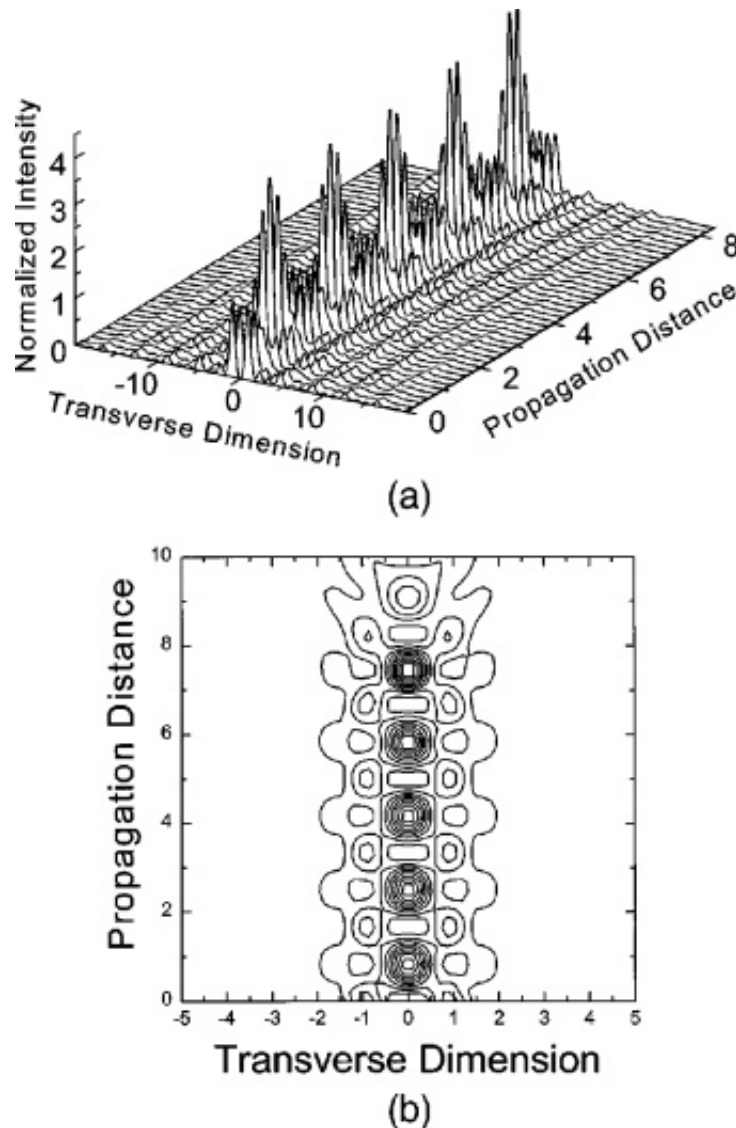 Normalized Intensity
4
3
2
1
0
-10
0
10
Transverse Dimension
0
2
4
6
8
Propagation Distance
(a)
Propagation Distance
10
8
6
4
2
0
-5 -4 -3 -2 -1 0 1 2 3 4 5
Transverse Dimension
(b)